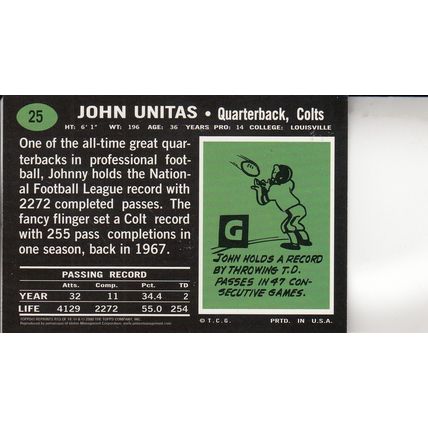 25
JOHN UNITAS • Quarterback, Colts
HT: 6' 1" WT: 196 AGE: 36 YEARS PRO: 14 COLLEGE: LOUISVILLE
One of the all-time great quar-
terbacks in professional foot-
ball, Johnny holds the Nation-
al Football League record with
2272 completed passes. The
fancy flinger set a Colt record
with 255 pass completions in
one season, back in 1967.
PASSING RECORD
Atts. Comp. Pct. TD
YEAR 32 11 34.4 2
LIFE 4129 2272 55.0 254
G
JOHN HOLDS A RECORD
BY THROWING T.D.
PASSES IN 47 CON-
SECUTIVE GAMES.
© T.C.G. PRTD. IN U.S.A.